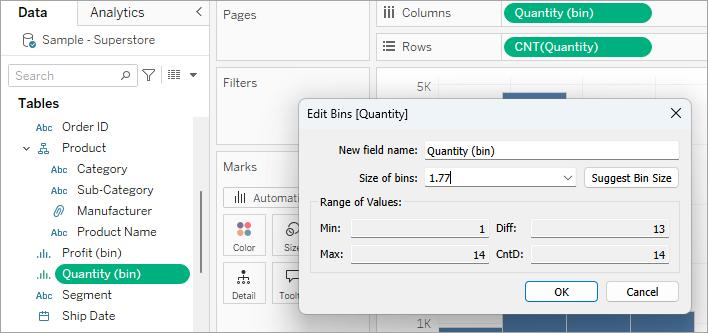 Data
Analytics
Sample - Superstore
Search
Tables
Abc Order ID
Product
Abc Category
Abc Sub-Category
Manufacturer
Abc Product Name
Profit (bin)
Quantity (bin)
Abc Segment
Ship Date
Pages
Filters
Marks
Automati
Color
Size
Detail
Toolt
Columns
Quantity (bin)
Rows
CNT(Quantity)
5K
1K
Edit Bins [Quantity]
New field name: Quantity (bin)
Size of bins: 1.77 Suggest Bin Size
Range of Values:
Min: 1 Diff: 13
Max: 14 CntD: 14
OK Cancel